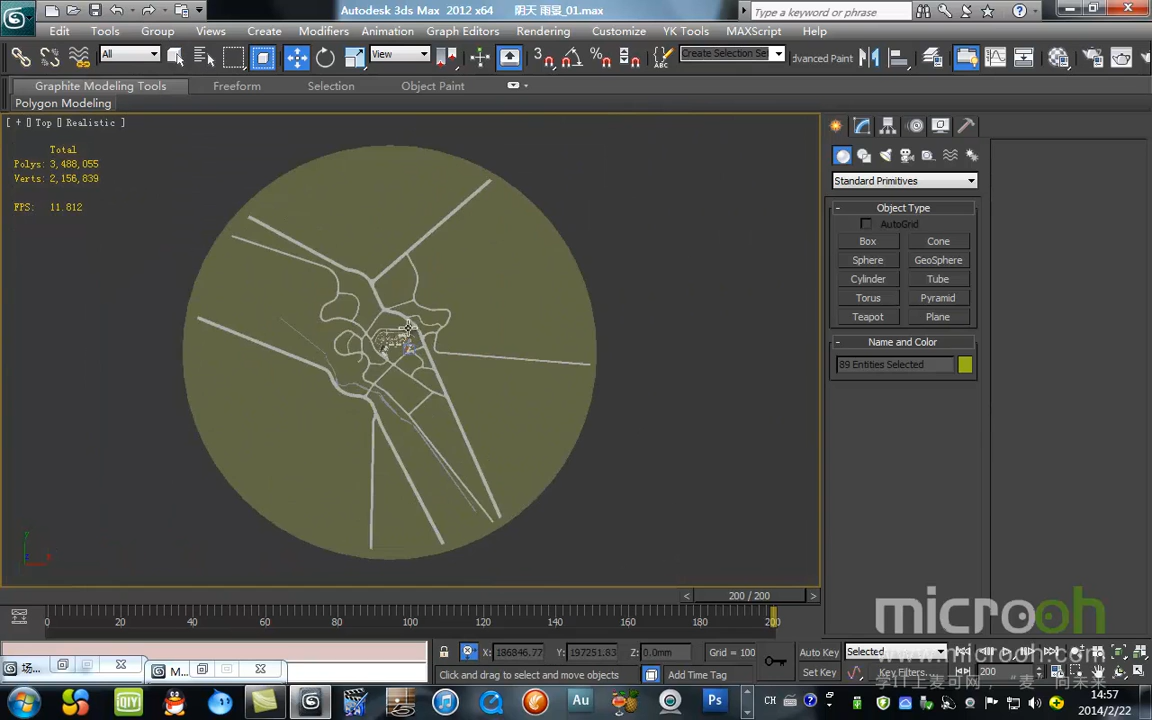 Autodesk 3ds Max 2012 x64 阴天 雨景_01.max
Type a keyword or phrase
Edit Tools Group Views Create Modifiers Animation Graph Editors Rendering Customize YK Tools MAXScript Help
All View Create Selection Se dvanced Paint
Graphite Modeling Tools Freeform Selection Object Paint
Polygon Modeling
[ + [] Top [] Realistic ]
Total
Polys: 3,488,055
Verts: 2,156,839
FPS: 11.812
Standard Primitives
- Object Type
AutoGrid
Box Cone
Sphere GeoSphere
Cylinder Tube
Torus Pyramid
Teapot Plane
- Name and Color
89 Entities Selected
< 200 / 200 >
0 20 40 60 80 100 120 140 160 180 200
microoh
X: 186846.77 Y: 197251.83 Z: 0.0mm Grid = 100 Auto Key Selected
www.microoh.com
场... M... Click and drag to select and move objects Add Time Tag Set Key Key Filters... 200
CH 14:57
2014/2/22